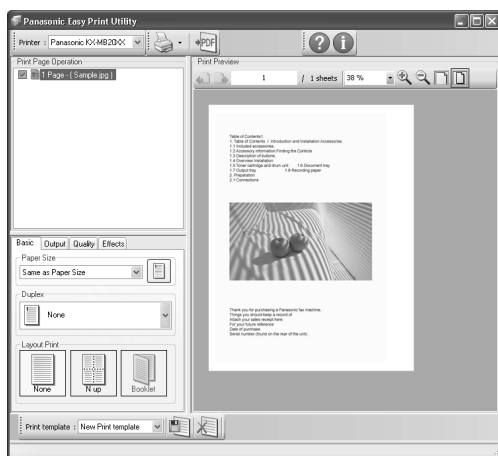 Panasonic Easy Print Utility
Printer : Panasonic KX-MB20XX
PDF
Print Page Operation
1 Page - ( Sample.jpg )
Print Preview
1 / 1 sheets 38 %
Table of Contents1
1. Table of Contents / Introduction and Installation Accessories
1.1 Included accessories.
1.2 Accessory information Finding the Controls
1.3 Description of buttons.
1.4 Overview Installation
1.5 Toner cartridge and drum unit 1.6 Document tray
1.7 Output tray 1.8 Recording paper
2. Preparation
2.1 Connections
Thank you for purchasing a Panasonic fax machine.
Things you should keep a record of
Attach your sales receipt here.
For your future reference
Date of purchase
Serial number (found on the rear of the unit)
Basic Output Quality Effects
Paper Size
Same as Paper Size
Duplex
1 None
Layout Print
None N up Booklet
Print template : New Print template